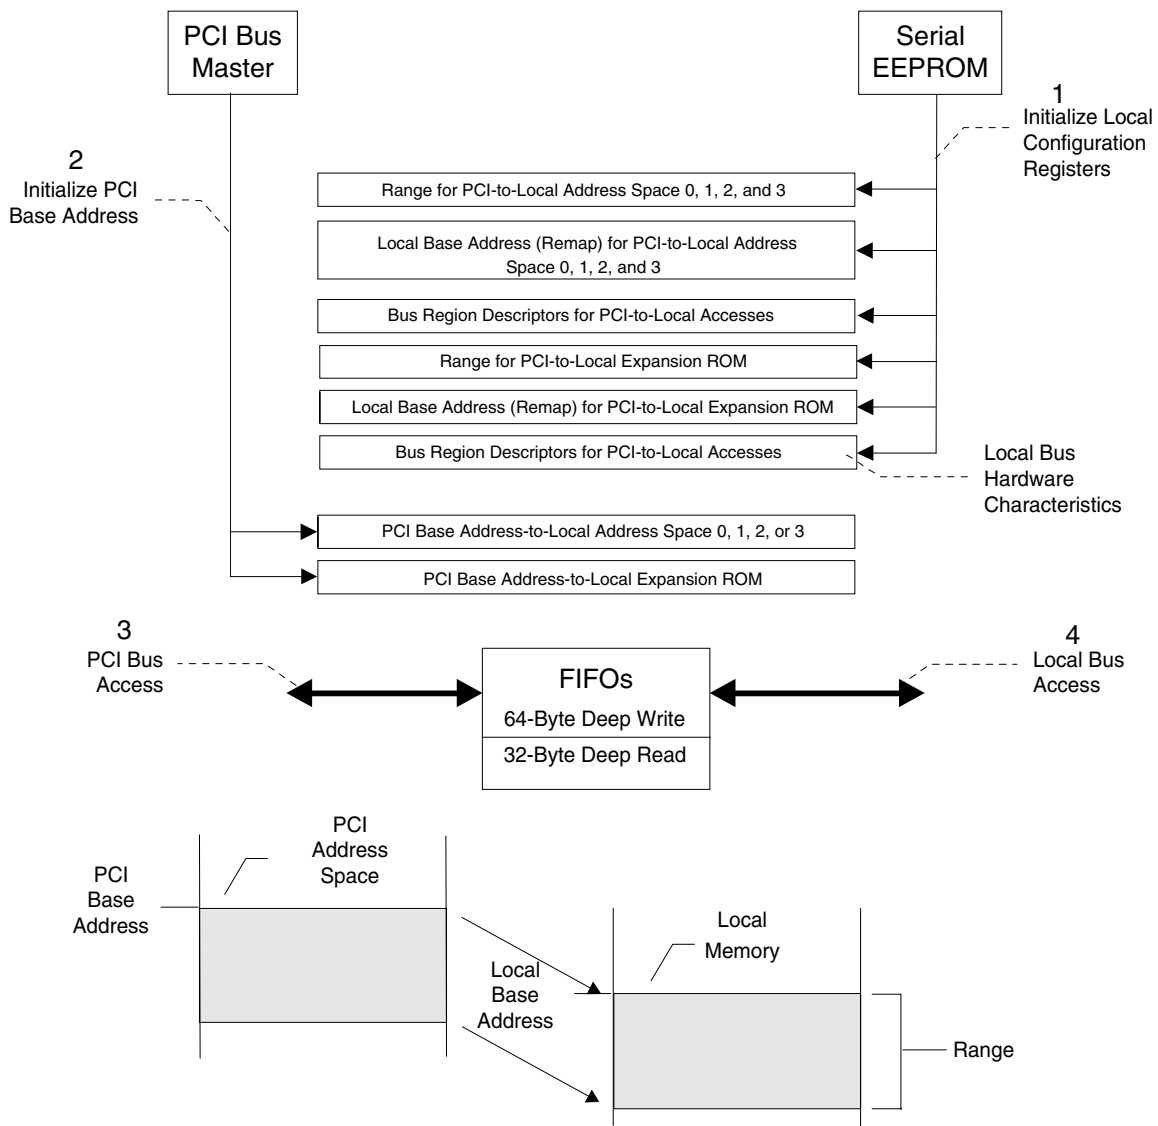 PCI Bus
Master
Serial
EEPROM
1
Initialize Local
Configuration
Registers
2
Initialize PCI
Base Address
Range for PCI-to-Local Address Space 0, 1, 2, and 3
Local Base Address (Remap) for PCI-to-Local Address
Space 0, 1, 2, and 3
Bus Region Descriptors for PCI-to-Local Accesses
Range for PCI-to-Local Expansion ROM
Local Base Address (Remap) for PCI-to-Local Expansion ROM
Bus Region Descriptors for PCI-to-Local Accesses
Local Bus
Hardware
Characteristics
PCI Base Address-to-Local Address Space 0, 1, 2, or 3
PCI Base Address-to-Local Expansion ROM
3
PCI Bus
Access
FIFOs
64-Byte Deep Write
32-Byte Deep Read
4
Local Bus
Access
PCI
Address
Space
PCI
Base
Address
Local
Memory
Local
Base
Address
Range